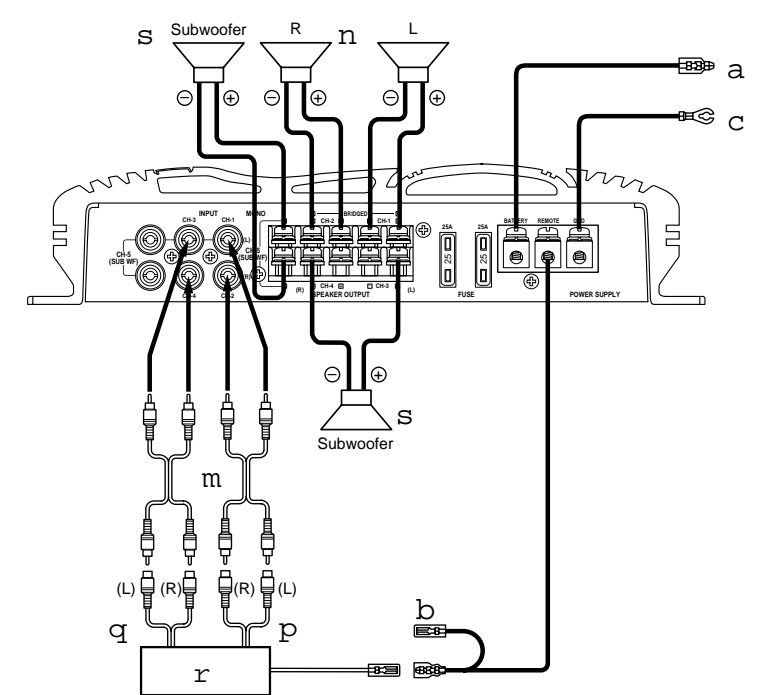 s Subwoofer R n L
⊖ ⊕ ⊖ ⊕ ⊖ ⊕
a
c
INPUT MONO BRIDGED
CH-3 CH-1 CH-2 CH-1 25A 25A BATTERY REMOTE GND
(L)
CH-5 (SUB WF) CH-5 (SUB WF) 25 25
(R)
CH-4 CH-2 (R) CH-4 CH-3 (L)
SPEAKER OUTPUT FUSE POWER SUPPLY
⊖ ⊕
s
Subwoofer
m
(L) (R) (R) (L)
q p b
r